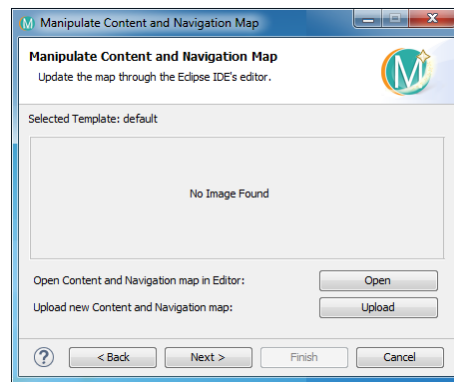 Manipulate Content and Navigation Map
Manipulate Content and Navigation Map
Update the map through the Eclipse IDE's editor.
M
Selected Template: default
No Image Found
Open Content and Navigation map in Editor:
Open
Upload new Content and Navigation map:
Upload
?
< Back
Next >
Finish
Cancel